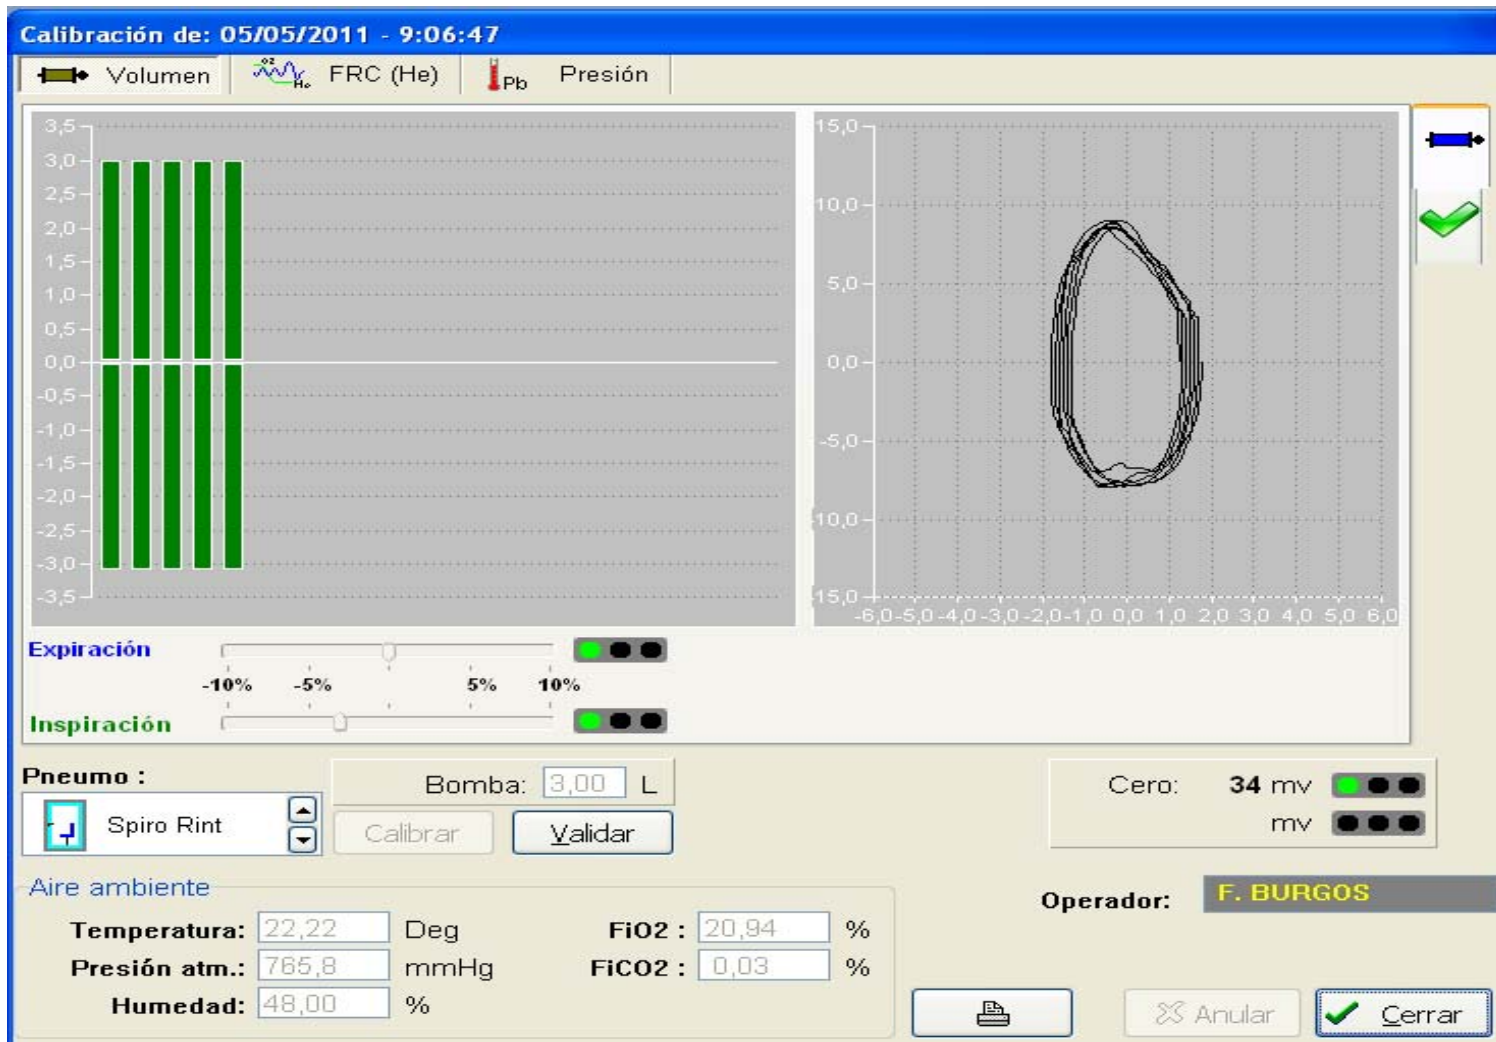 Calibración de: 05/05/2011 - 9:06:47
Volumen FRC (He) Pb Presión
3,5
3,0
2,5
2,0
1,5
1,0
0,5
0,0
-0,5
-1,0
-1,5
-2,0
-2,5
-3,0
-3,5
15,0
10,0
5,0
0,0
-5,0
10,0
15,0
-6,0 -5,0 -4,0 -3,0 -2,0 -1,0 0,0 1,0 2,0 3,0 4,0 5,0 6,0
Expiración
-10% -5% 5% 10%
Inspiración
Pneumo :
Spiro Rint
Bomba: 3,00 L
Calibrar Validar
Cero: 34 mv
mv
Aire ambiente
Temperatura: 22,22 Deg FiO2 : 20,94 %
Presión atm.: 765,8 mmHg FiCO2 : 0,03 %
Humedad: 48,00 %
Operador: F. BURGOS
Anular Cerrar